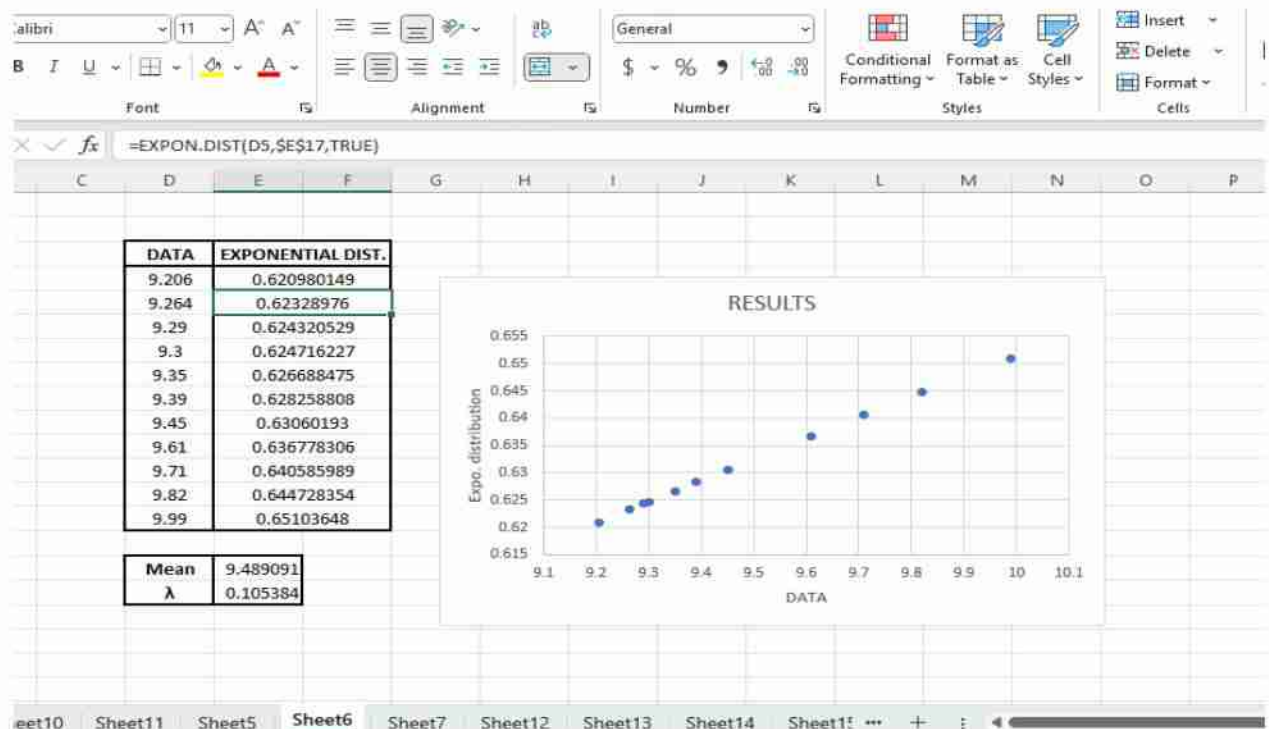 alibri 11 A^ A˅ ab General Insert
B I U A $ % 9 Conditional Format as Cell Delete
Formatting Table Styles Format
Font Alignment Number Styles Cells
fx =EXPON.DIST(D5,$E$17,TRUE)
C D E F G H I J K L M N O P
DATA EXPONENTIAL DIST.
9.206 0.620980149
9.264 0.62328976
9.29 0.624320529
9.3 0.624716227
9.35 0.626688475
9.39 0.628258808
9.45 0.63060193
9.61 0.636778306
9.71 0.640585989
9.82 0.644728354
9.99 0.65103648
Mean 9.489091
λ 0.105384
RESULTS
0.655
0.65
0.645
0.64
0.635
0.63
0.625
0.62
0.615
Expo. distribution
9.1 9.2 9.3 9.4 9.5 9.6 9.7 9.8 9.9 10 10.1
DATA
eet10 Sheet11 Sheet5 Sheet6 Sheet7 Sheet12 Sheet13 Sheet14 Sheet1